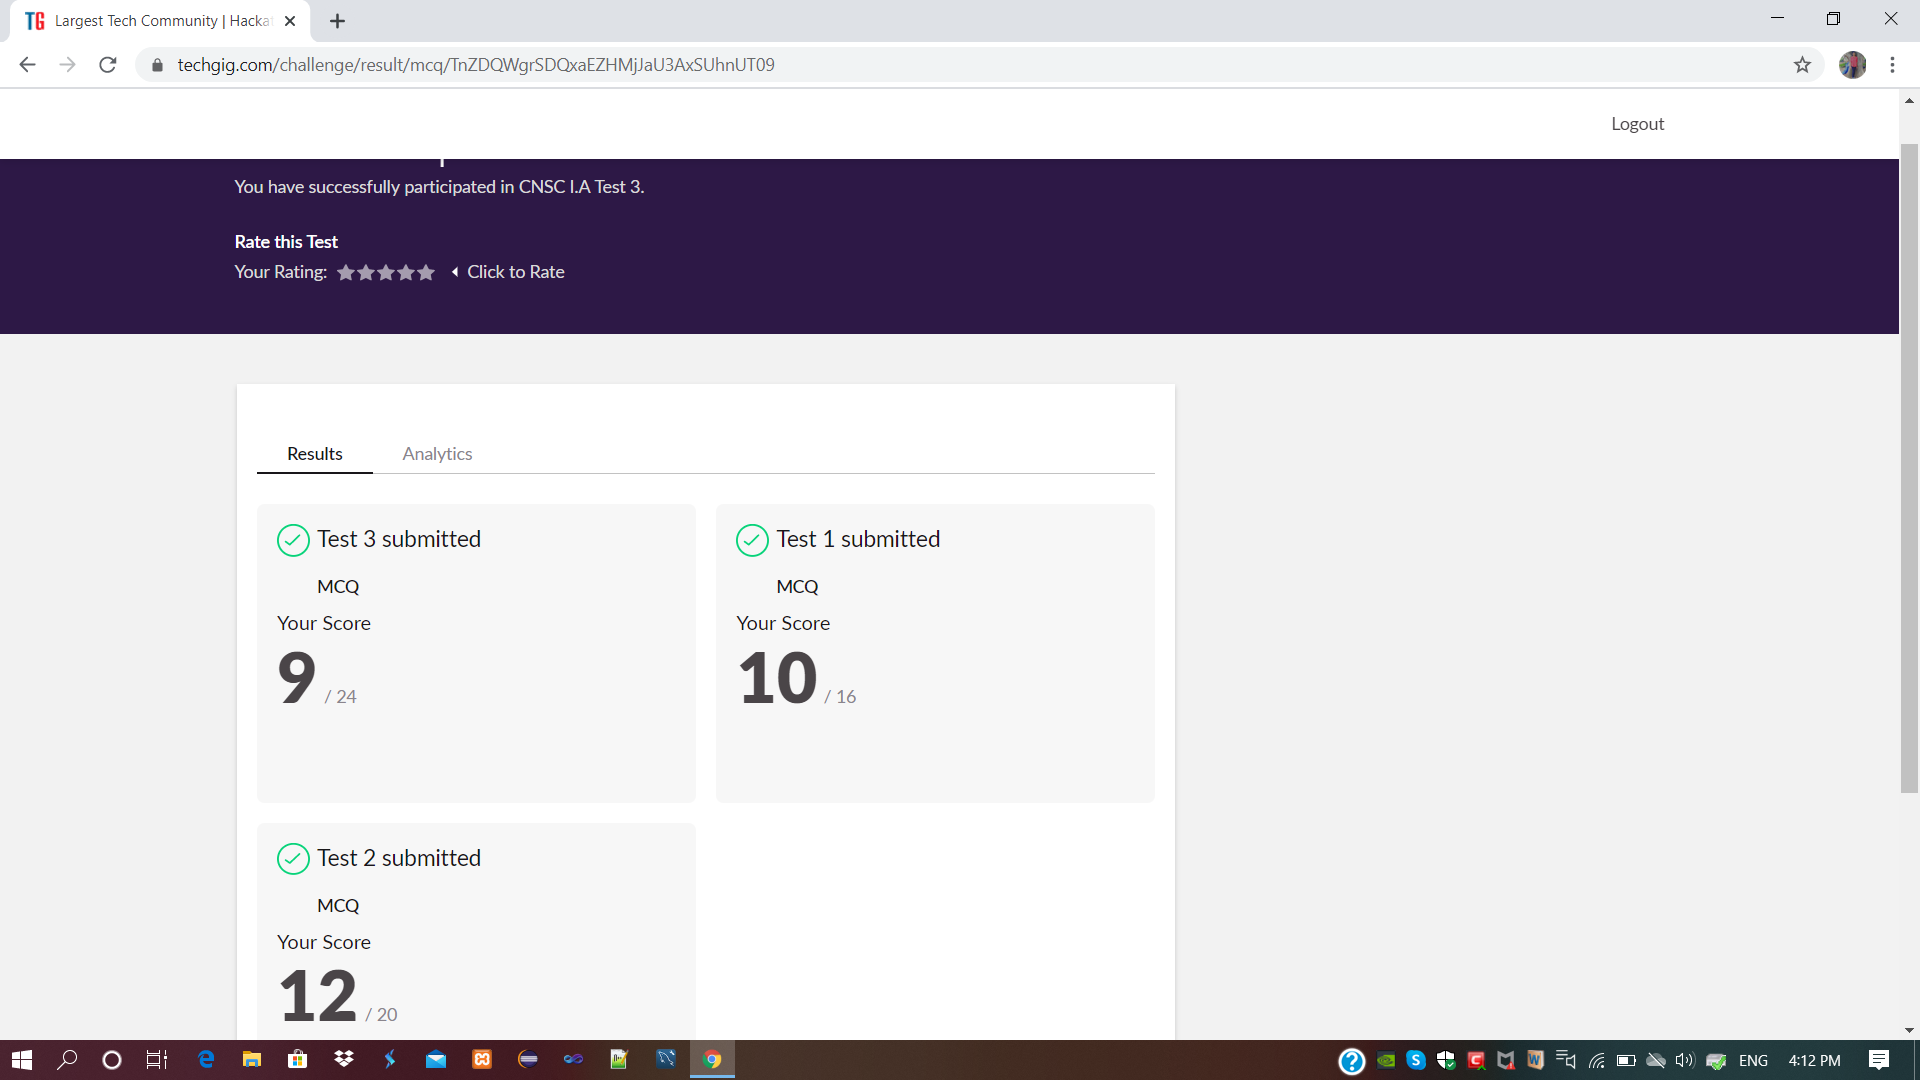 TG Largest Tech Community | Hacka
techgig.com/challenge/result/mcq/TnZDQWgrSDQxaEZHMjJaU3AxSUhnUT09
Logout
You have successfully participated in CNSC I.A Test 3.
Rate this Test
Your Rating: Click to Rate
Results Analytics
Test 3 submitted
MCQ
Your Score
9 / 24
Test 1 submitted
MCQ
Your Score
10 / 16
Test 2 submitted
MCQ
Your Score
12 / 20
ENG 4:12 PM